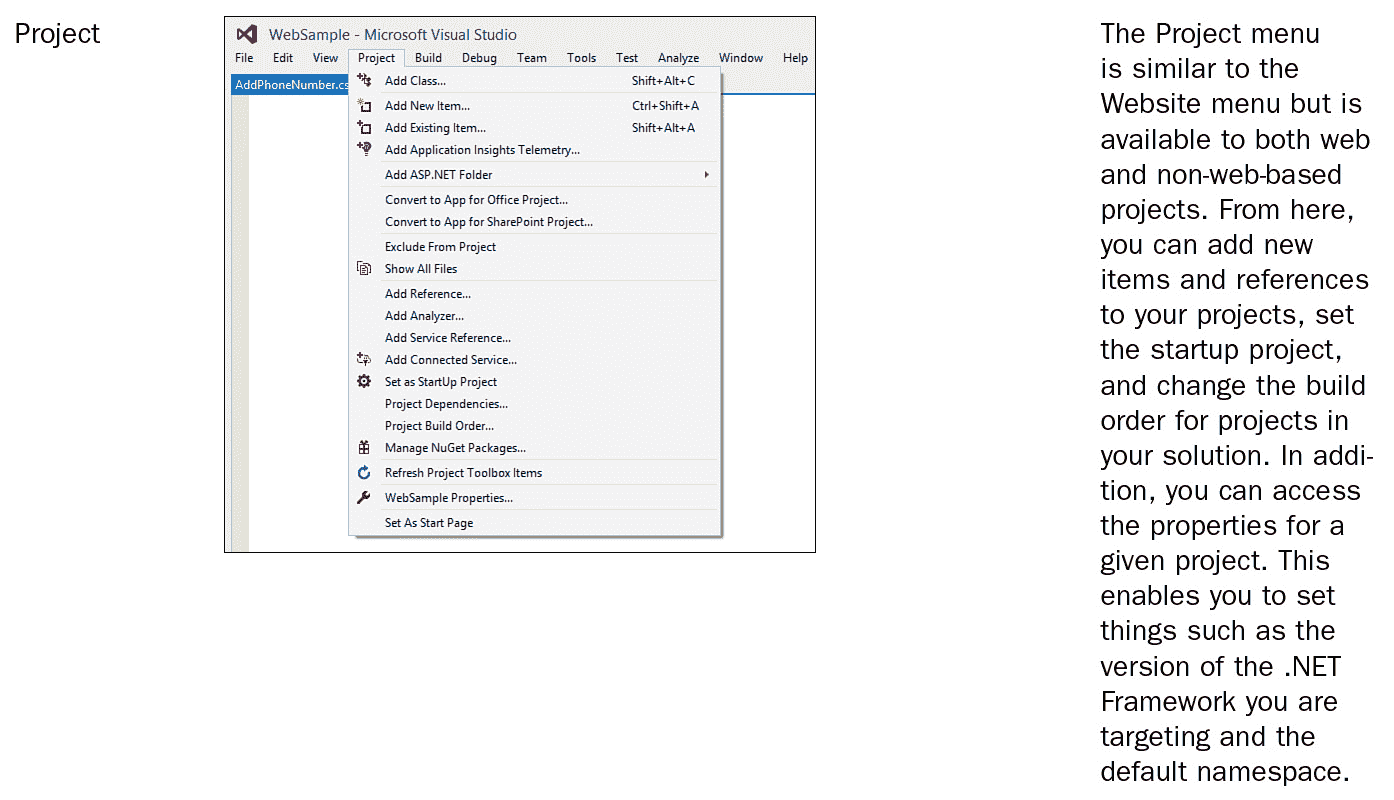 Project
WebSample - Microsoft Visual Studio
File Edit View Project Build Debug Team Tools Test Analyze Window Help
AddPhoneNumber.cs
Add Class... Shift+Alt+C
Add New Item... Ctrl+Shift+A
Add Existing Item... Shift+Alt+A
Add Application Insights Telemetry...
Add ASP.NET Folder
Convert to App for Office Project...
Convert to App for SharePoint Project...
Exclude From Project
Show All Files
Add Reference...
Add Analyzer...
Add Service Reference...
Add Connected Service...
Set as StartUp Project
Project Dependencies...
Project Build Order...
Manage NuGet Packages...
Refresh Project Toolbox Items
WebSample Properties...
Set As Start Page
The Project menu
is similar to the
Website menu but is
available to both web
and non-web-based
projects. From here,
you can add new
items and references
to your projects, set
the startup project,
and change the build
order for projects in
your solution. In addi-
tion, you can access
the properties for a
given project. This
enables you to set
things such as the
version of the .NET
Framework you are
targeting and the
default namespace.